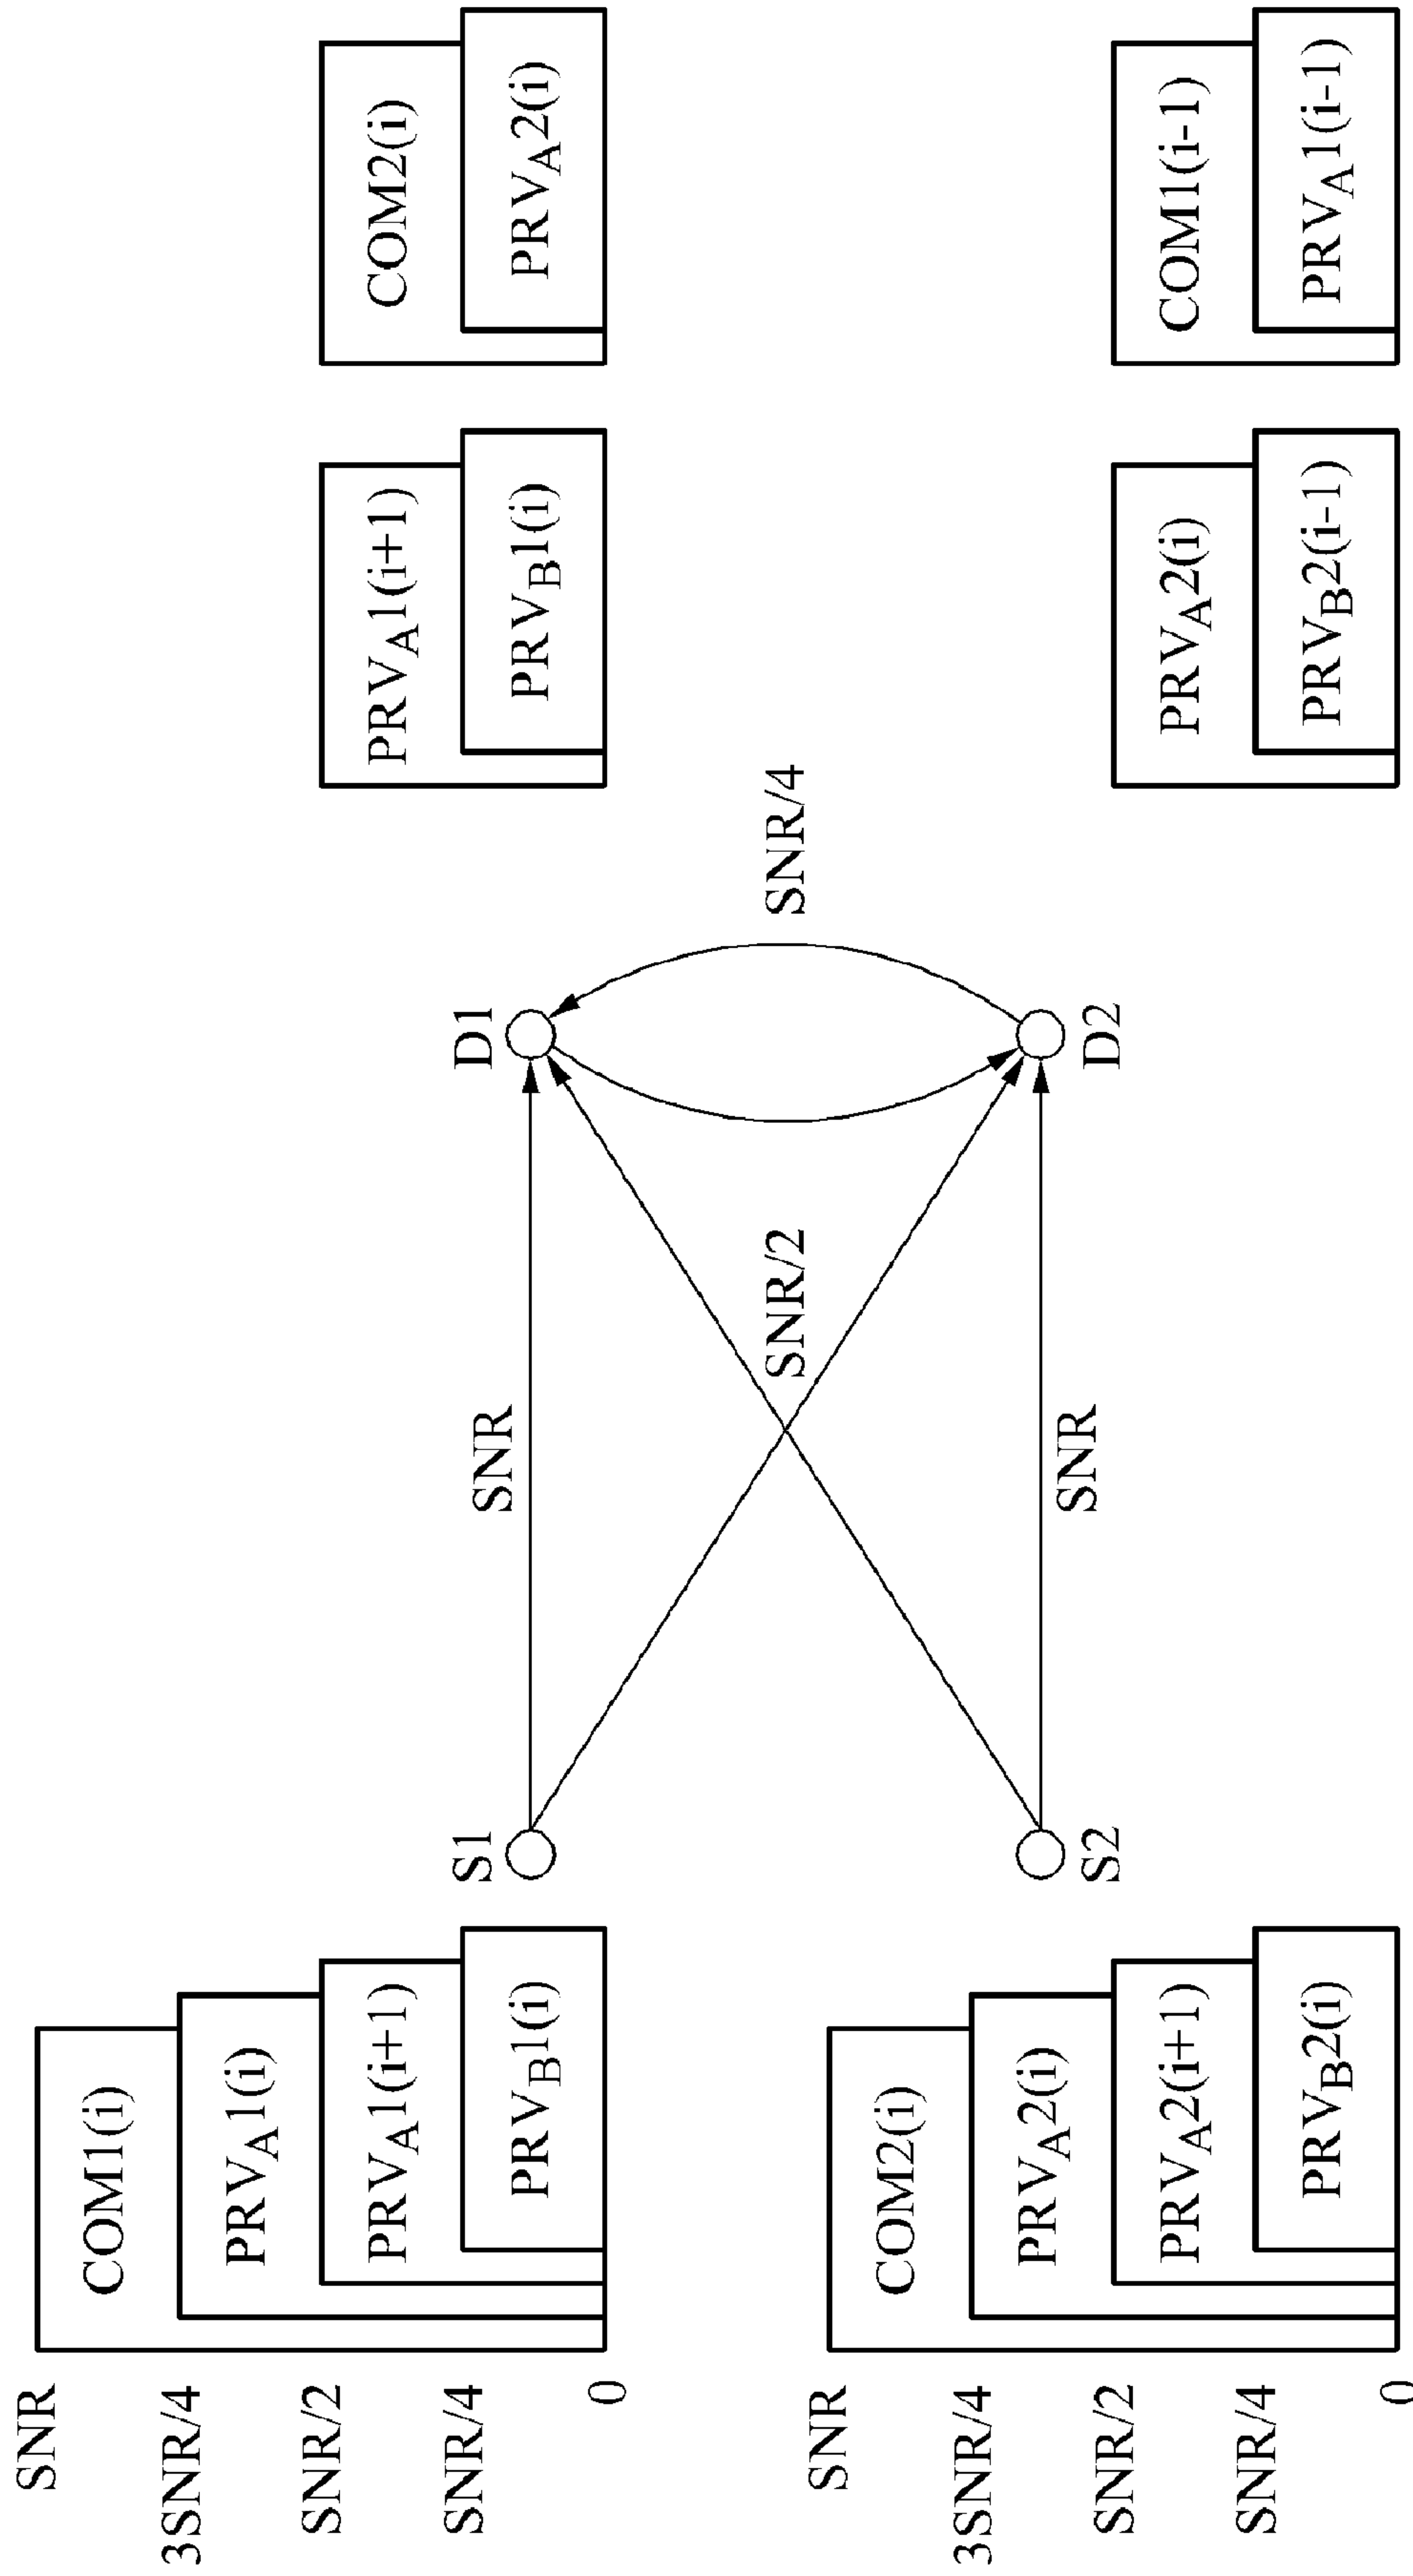 SNR
3SNR/4
SNR/2
SNR/4
0
COM1(i)
PRVA1(i)
PRVA1(i+1)
PRVB1(i)
S1
SNR
D1
PRVA1(i+1)
PRVB1(i)
COM2(i)
PRVA2(i)
SNR/2
SNR/4
SNR
3SNR/4
SNR/2
SNR/4
0
COM2(i)
PRVA2(i)
PRVA2(i+1)
PRVB2(i)
S2
SNR
D2
PRVA2(i)
PRVB2(i-1)
COM1(i-1)
PRVA1(i-1)